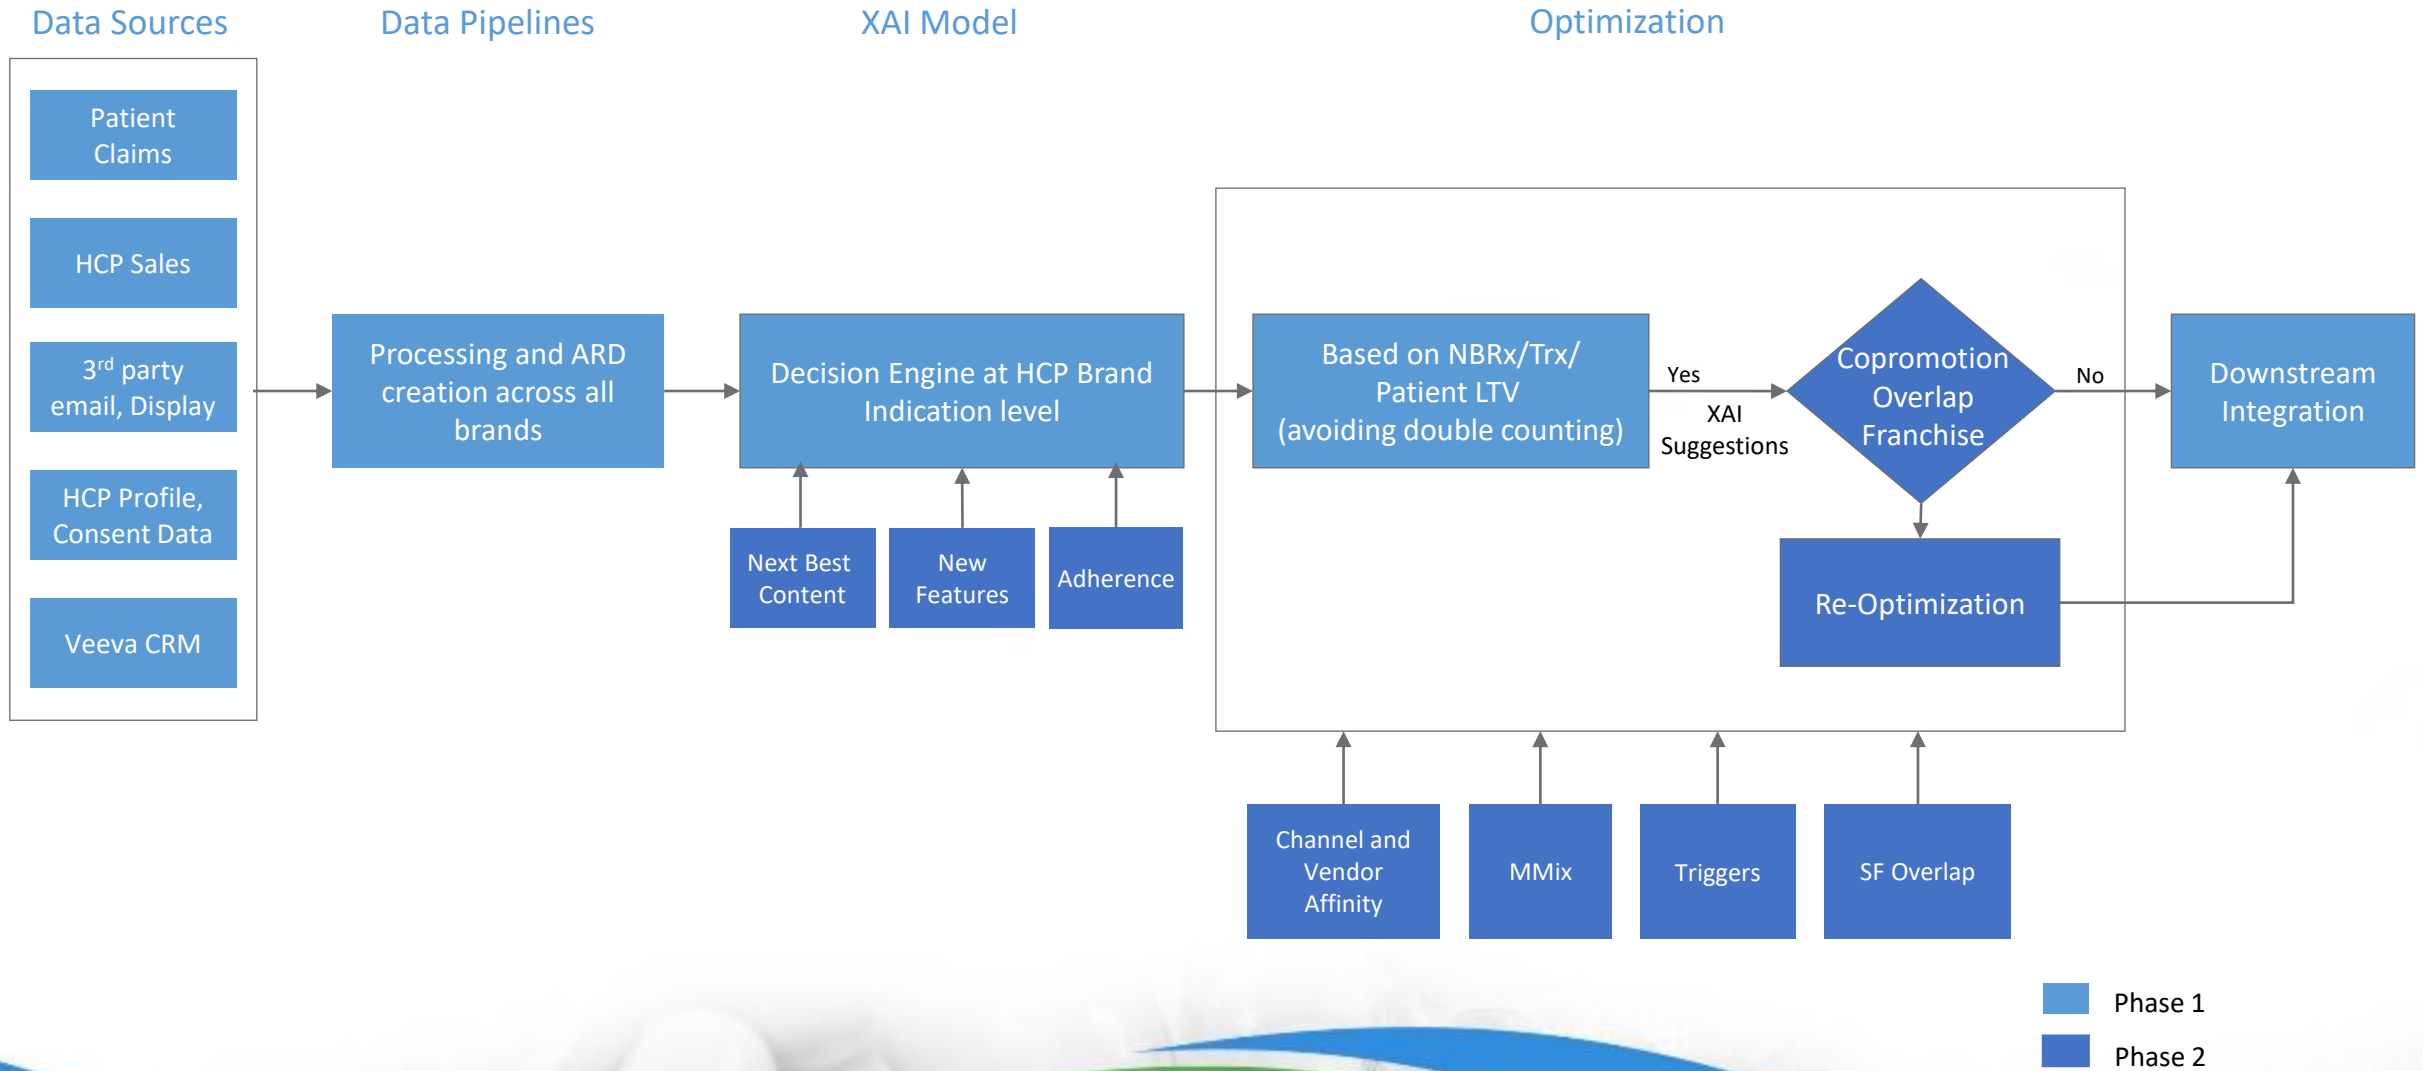 Data Sources
Data Pipelines
XAI Model
Optimization
Patient
Claims
HCP Sales
3rd party
email, Display
HCP Profile,
Consent Data
Veeva CRM
Processing and ARD
creation across all
brands
Decision Engine at HCP Brand
Indication level
Next Best
Content
New
Features
Adherence
Based on NBRx/Trx/
Patient LTV
(avoiding double counting)
Yes
XAI
Suggestions
Copromotion
Overlap
Franchise
No
Downstream
Integration
Re-Optimization
Channel and
Vendor
Affinity
MMix
Triggers
SF Overlap
Phase 1
Phase 2